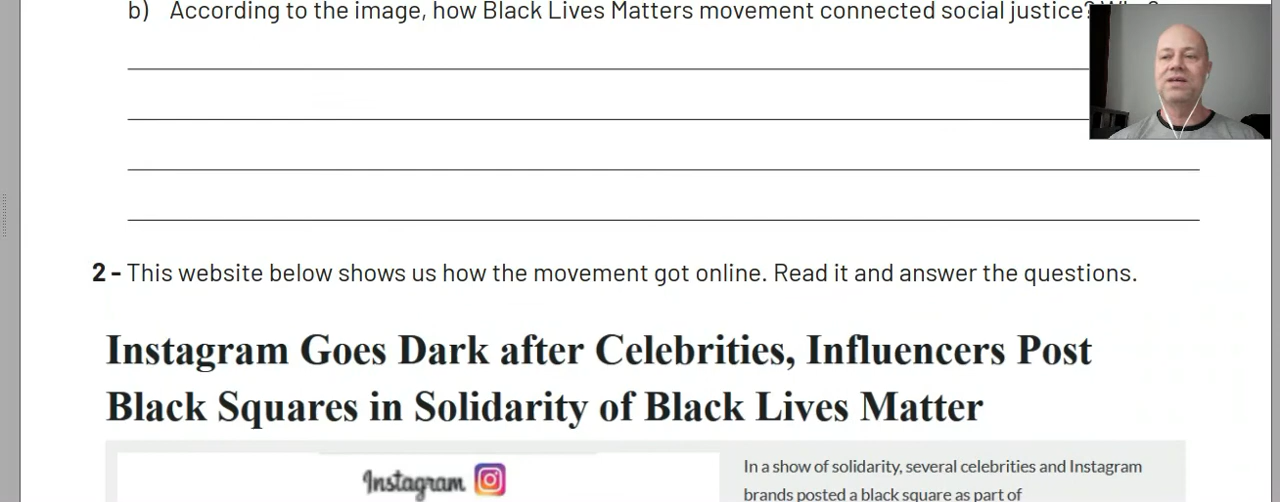 b) According to the image, how Black Lives Matters movement connected social justice?
2 - This website below shows us how the movement got online. Read it and answer the questions.
Instagram Goes Dark after Celebrities, Influencers Post
Black Squares in Solidarity of Black Lives Matter
Instagram
In a show of solidarity, several celebrities and Instagram
brands posted a black square as part of